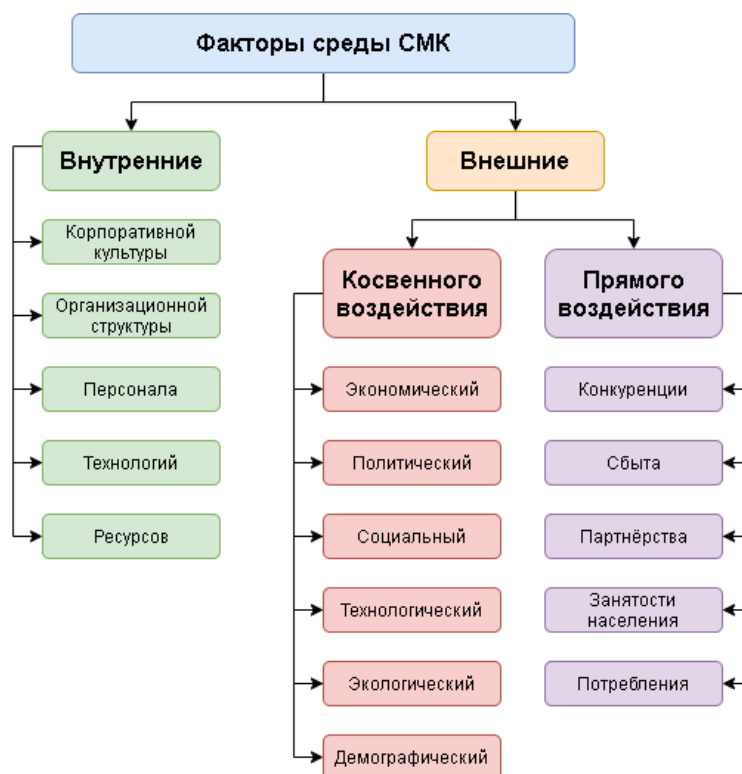 Факторы среды СМК
Внутренние
Корпоративной
культуры
Организационной
структуры
Персонала
Технологий
Ресурсов
Внешние
Косвенного
воздействия
Экономический
Политический
Социальный
Технологический
Экологический
Демографический
Прямого
воздействия
Конкуренции
Сбыта
Партнёрства
Занятости
населения
Потребления